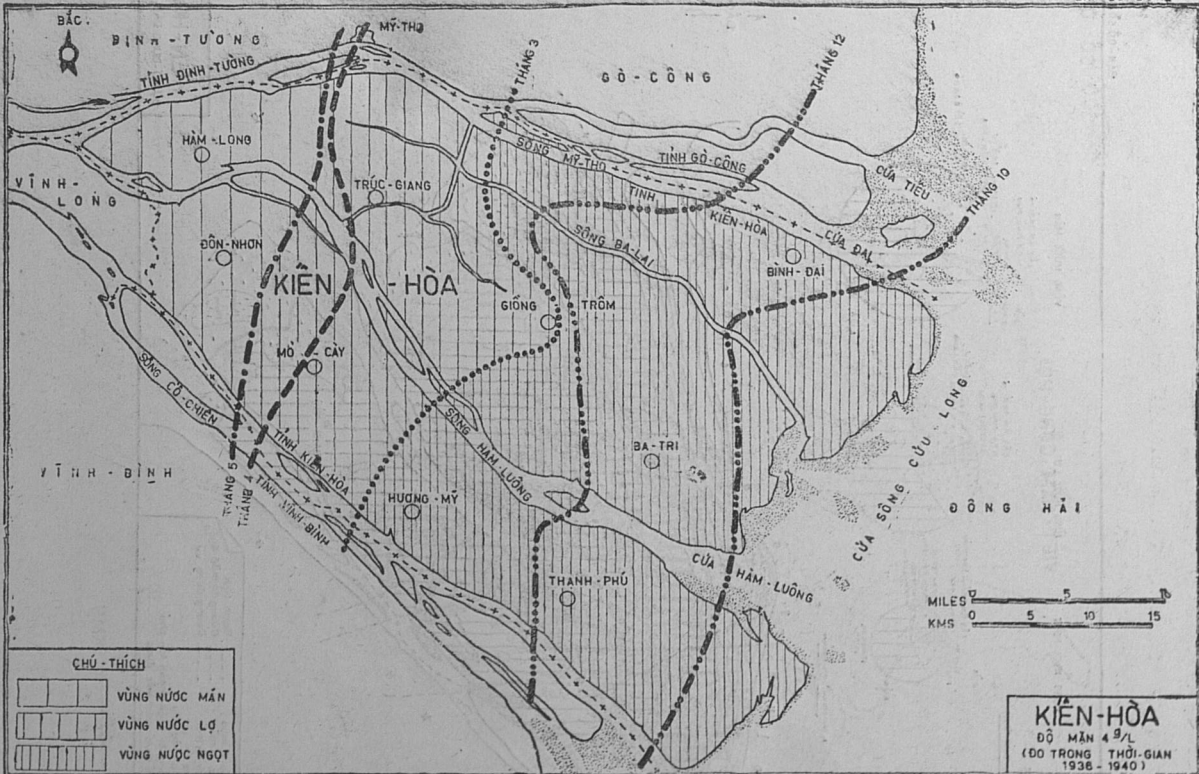 BẮC.
ĐỊNH-TƯỜNG
TỈNH ĐỊNH-TƯỜNG
MỸ-THO
THÁNG 3
GÒ-CÔNG
THÁNG 12
HÀM-LONG
VĨNH-LONG
TRÚC-GIANG
SÔNG MỸ-THO
TỈNH GÒ-CÔNG
TỈNH KIẾN-HÒA
CỬA TIỂU
THÁNG 10
CỬA ĐẠI
SÔNG BA-LAI
BÌNH-ĐẠI
ĐÔN-NHƠN
KIẾN-HÒA
GIỒNG TRÔM
MỎ-CÀY
SÔNG CỔ-CHIÊN
SÔNG HÀM-LUÔNG
BA-TRI
CỬA SÔNG CỬU LONG
ĐÔNG HẢI
VĨNH-BÌNH
THÁNG 5
THÁNG 4
TỈNH KIẾN-HÒA
TỈNH VĨNH-BÌNH
HƯƠNG-MỸ
THẠNH-PHÚ
CỬA HÀM-LUÔNG
MILES 0 5 10
KMS 0 5 10 15
CHÚ-THÍCH
VÙNG NƯỚC MẶN
VÙNG NƯỚC LỢ
VÙNG NƯỚC NGỌT
KIẾN-HÒA
ĐỘ MẶN 4 g/L
(ĐO TRONG THỜI-GIAN
1936-1940)